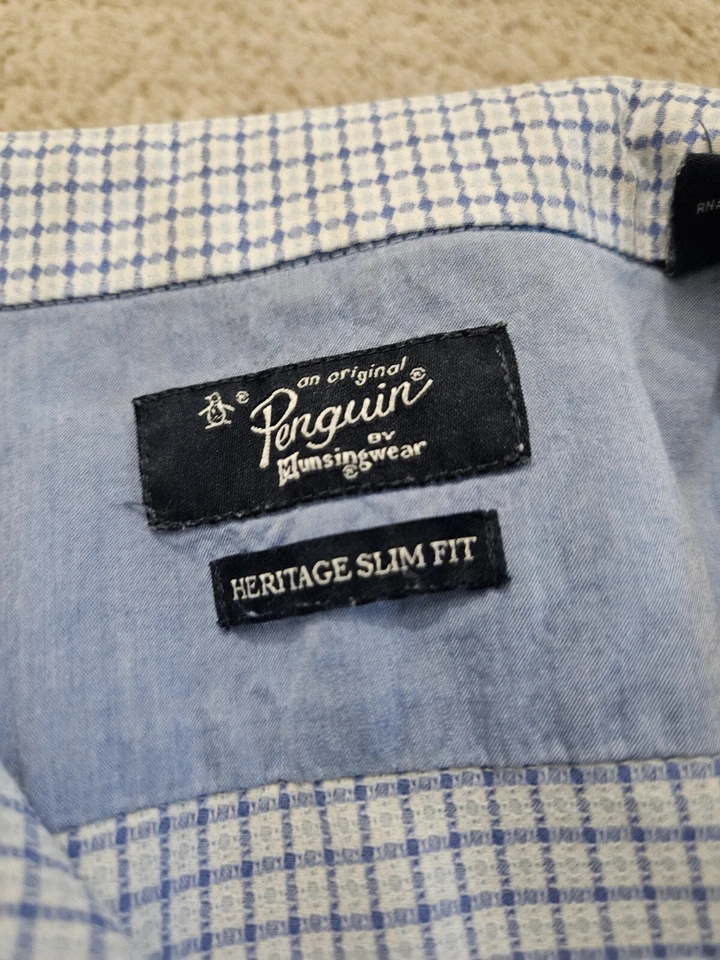 an original
Penguin®
BY
Munsingwear®
HERITAGE SLIM FIT